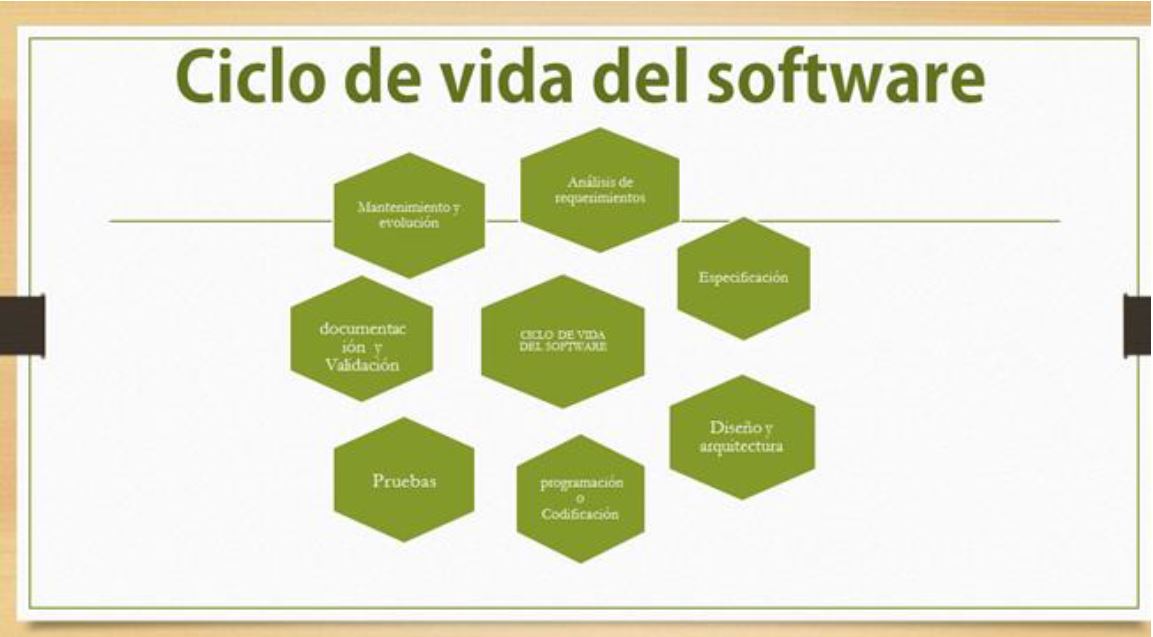 Ciclo de vida del software
Análisis de
requerimientos
Especificación
Diseño y
arquitectura
programación
o
Codificación
Pruebas
documentac
ión y
Validación
Mantenimiento y
evolución
CICLO DE VIDA
DEL SOFTWARE